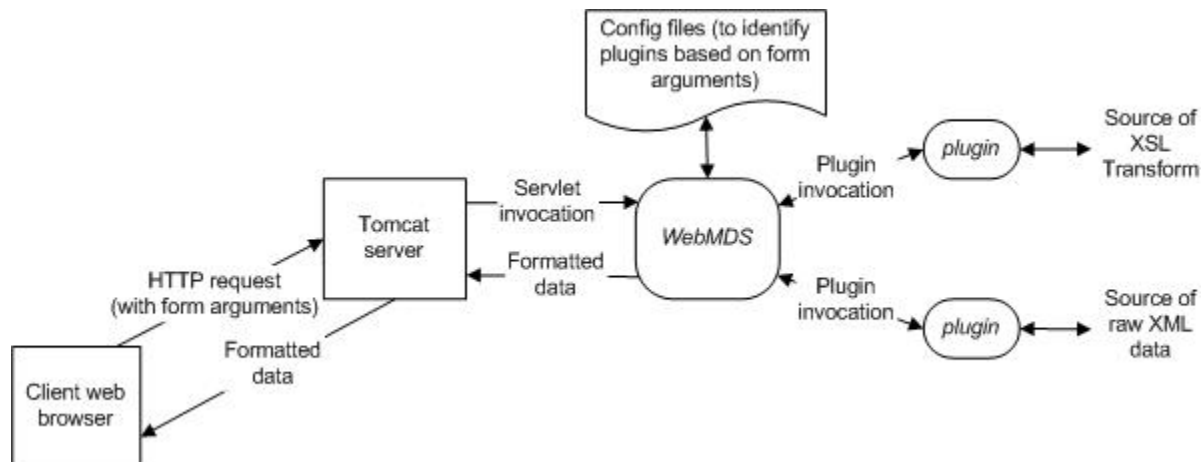 Config files (to identify
plugins based on form
arguments)
plugin
Source of
XSL
Transform
Plugin
invocation
Servlet
invocation
Tomcat
server
WebMDS
Formatted
data
HTTP request
(with form arguments)
Plugin
invocation
plugin
Source of
raw XML
data
Formatted
data
Client web
browser